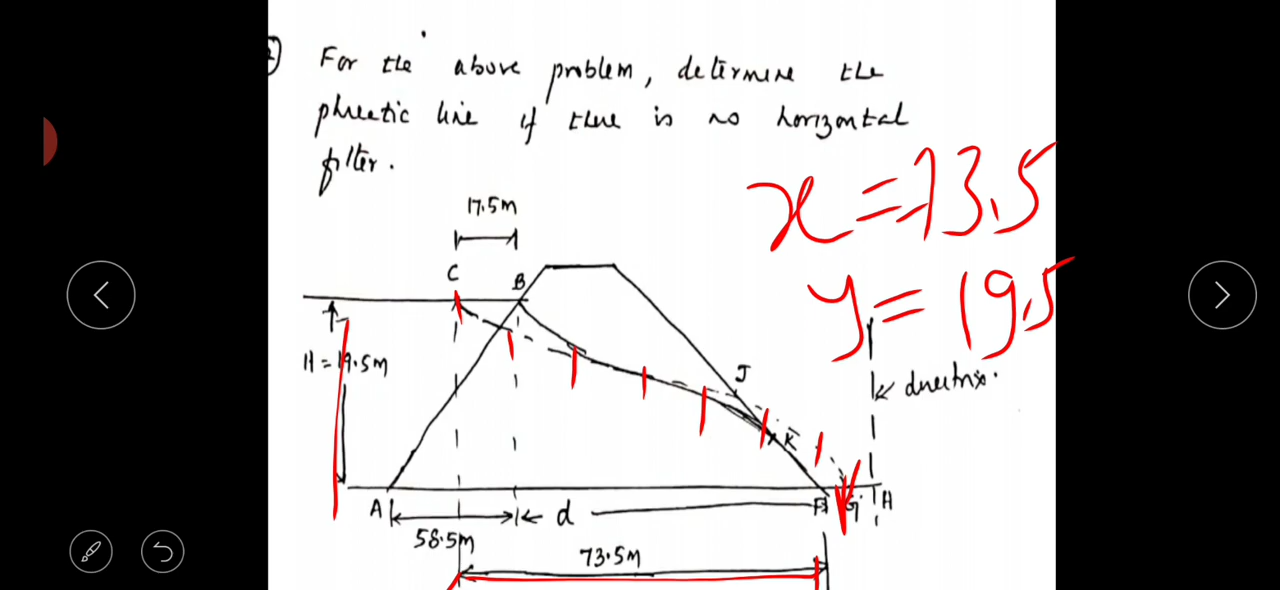 For the above problem, determine the
phreatic line if there is no horizontal
filter.
x = 73.5
17.5m
C
B
y = 19.5
H = 19.5m
J
directrix.
K
A
d
F
G
H
58.5m
73.5m